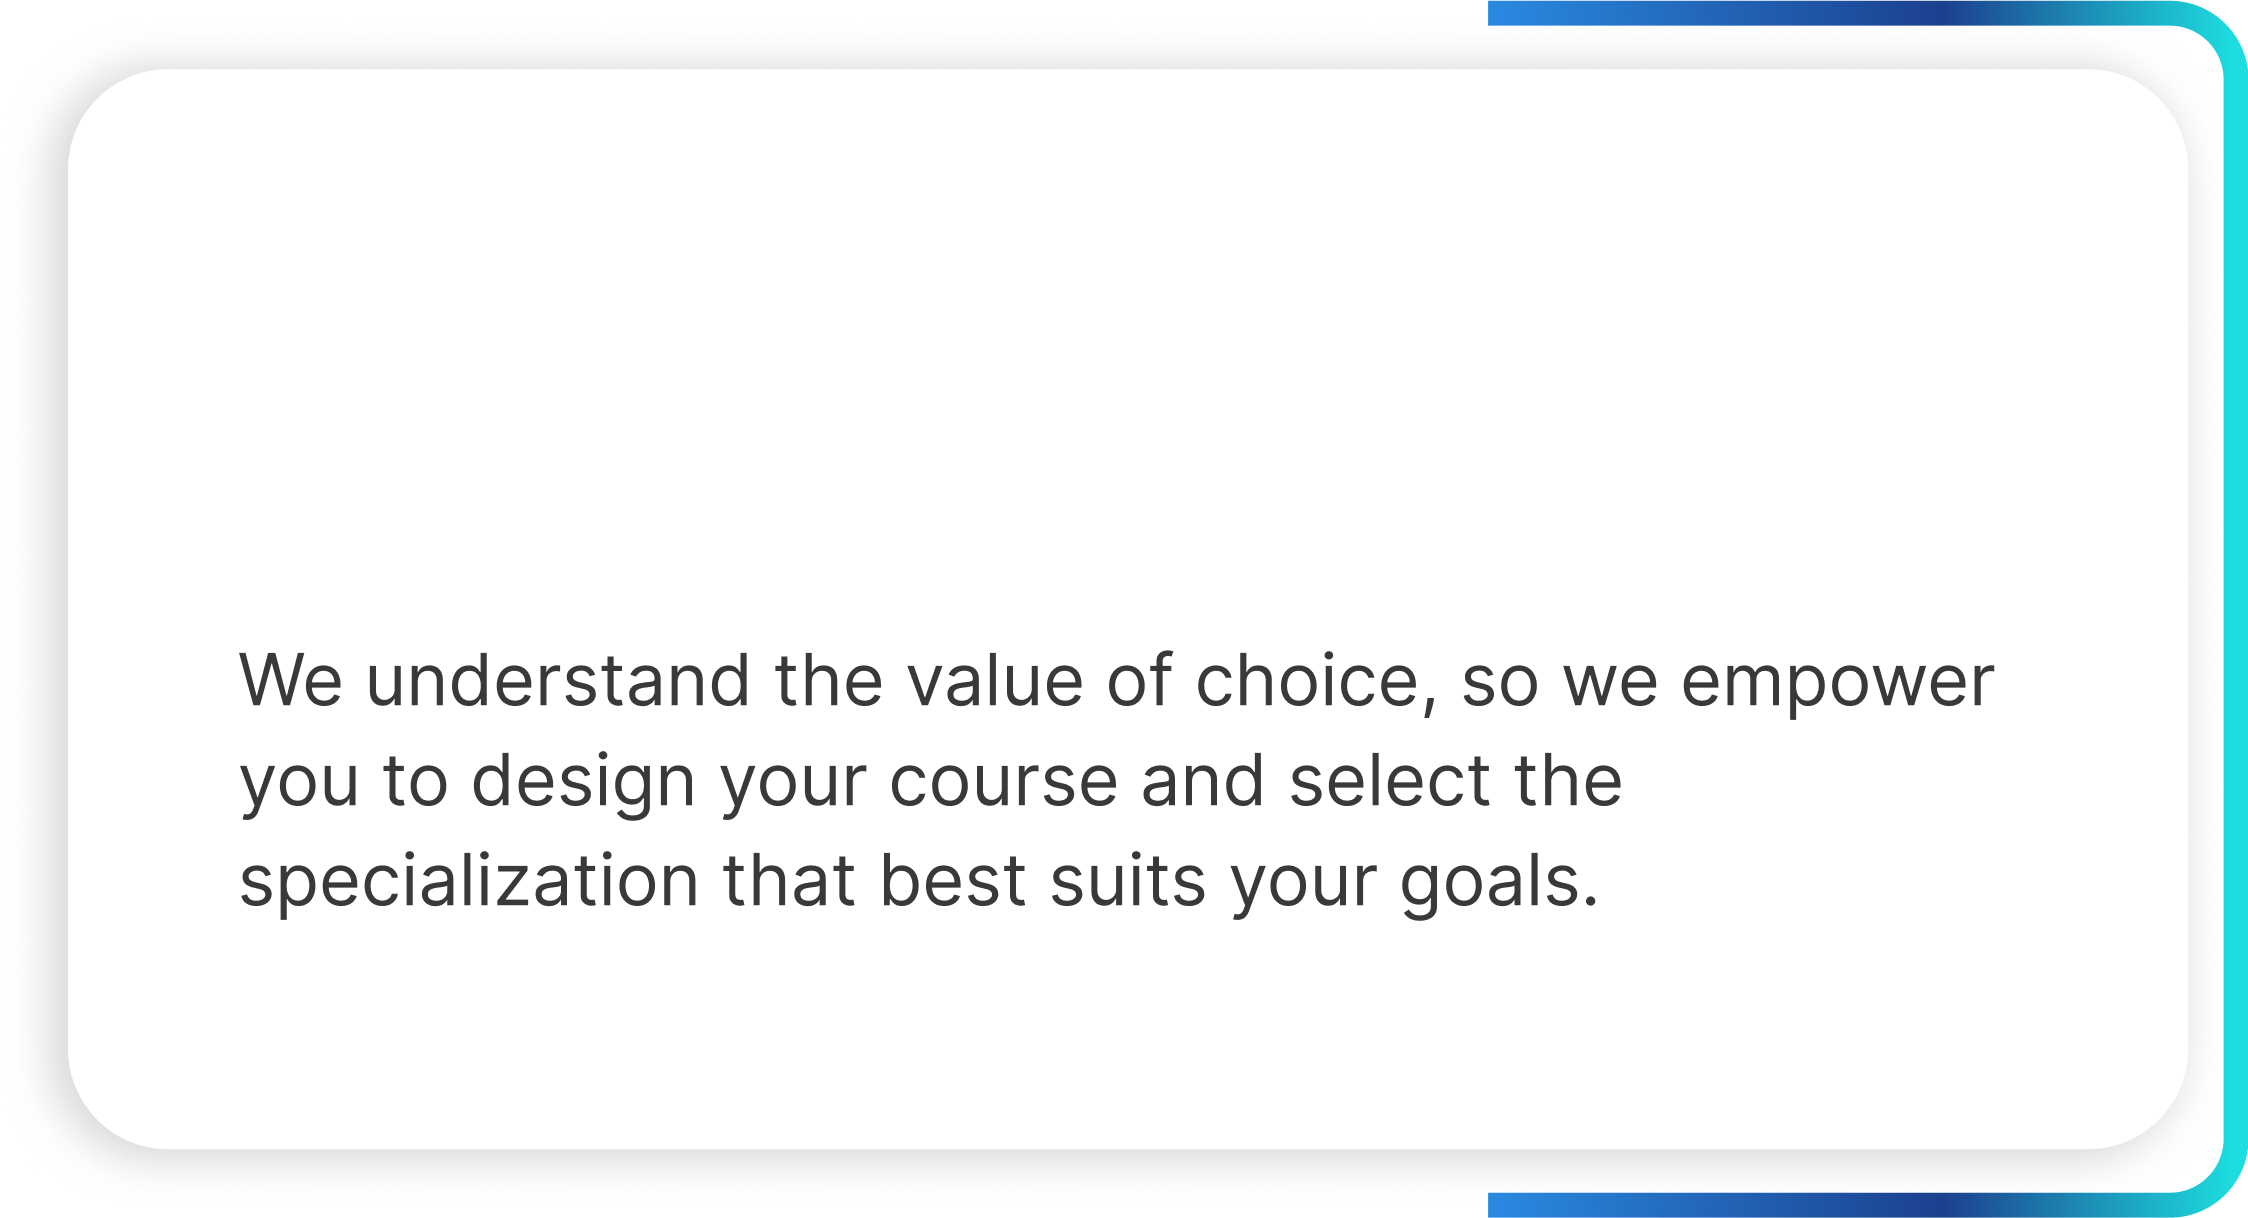 We understand the value of choice, so we empower
you to design your course and select the
specialization that best suits your goals.